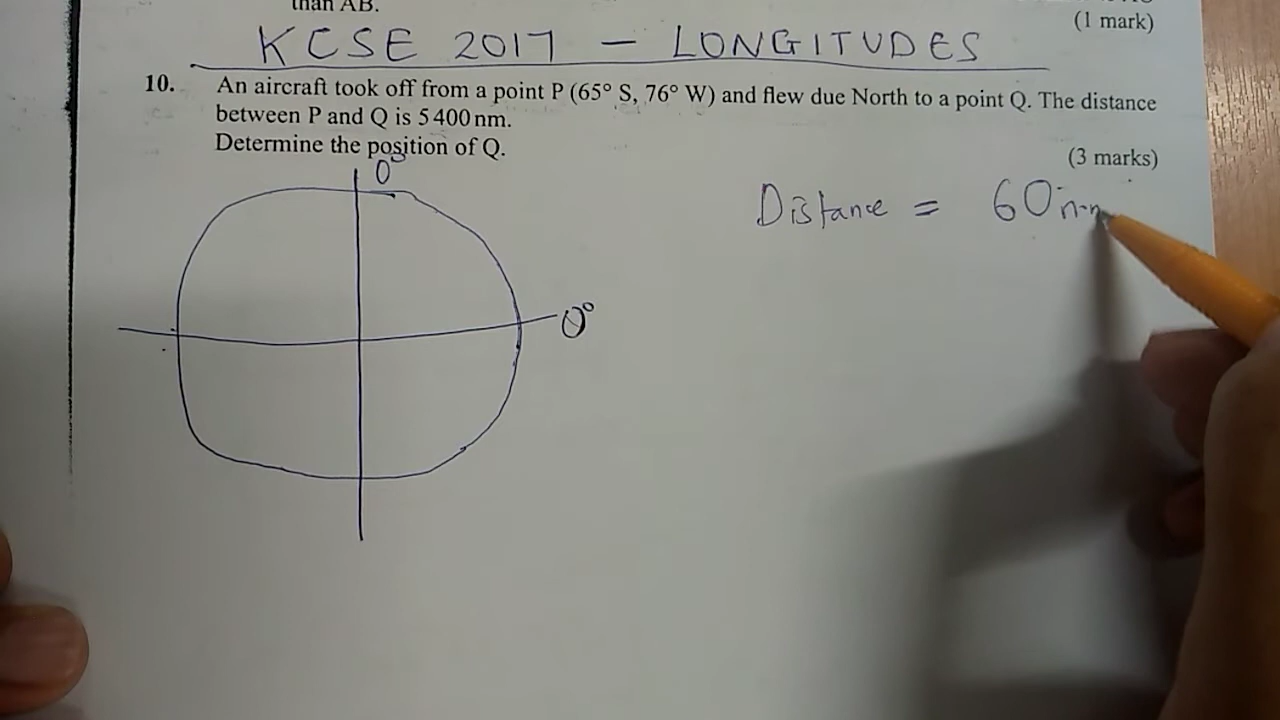 than AB.
(1 mark)
KCSE 2017 - LONGITUDES
10. An aircraft took off from a point P (65° S, 76° W) and flew due North to a point Q. The distance
between P and Q is 5 400 nm.
Determine the position of Q.
(3 marks)
0°
Distance = 60 n.m
0°